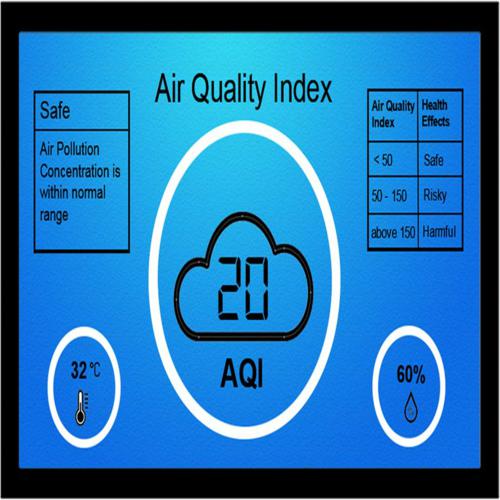 Air Quality Index
Safe
Air Pollution
Concentration is
within normal
range
Air Quality Index Health Effects
< 50 Safe
50 - 150 Risky
above 150 Harmful
20
AQI
32 °C
60%